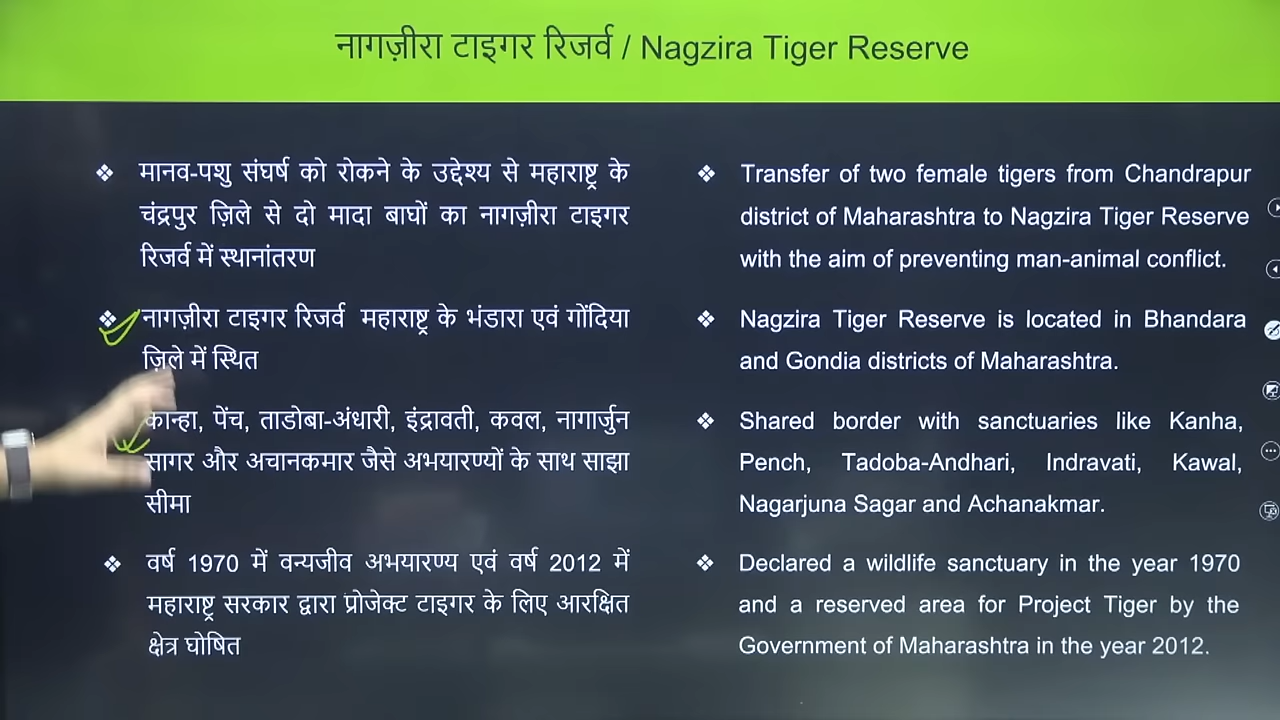 नागज़ीरा टाइगर रिजर्व / Nagzira Tiger Reserve
❖ मानव-पशु संघर्ष को रोकने के उद्देश्य से महाराष्ट्र के
चंद्रपुर ज़िले से दो मादा बाघों का नागज़ीरा टाइगर
रिजर्व में स्थानांतरण
❖ नागज़ीरा टाइगर रिजर्व महाराष्ट्र के भंडारा एवं गोंदिया
ज़िले में स्थित
कान्हा, पेंच, ताडोबा-अंधारी, इंद्रावती, कवल, नागार्जुन
सागर और अचानकमार जैसे अभयारण्यों के साथ साझा
सीमा
❖ वर्ष 1970 में वन्यजीव अभयारण्य एवं वर्ष 2012 में
महाराष्ट्र सरकार द्वारा प्रोजेक्ट टाइगर के लिए आरक्षित
क्षेत्र घोषित
❖ Transfer of two female tigers from Chandrapur
district of Maharashtra to Nagzira Tiger Reserve
with the aim of preventing man-animal conflict.
❖ Nagzira Tiger Reserve is located in Bhandara
and Gondia districts of Maharashtra.
❖ Shared border with sanctuaries like Kanha,
Pench, Tadoba-Andhari, Indravati, Kawal,
Nagarjuna Sagar and Achanakmar.
❖ Declared a wildlife sanctuary in the year 1970
and a reserved area for Project Tiger by the
Government of Maharashtra in the year 2012.